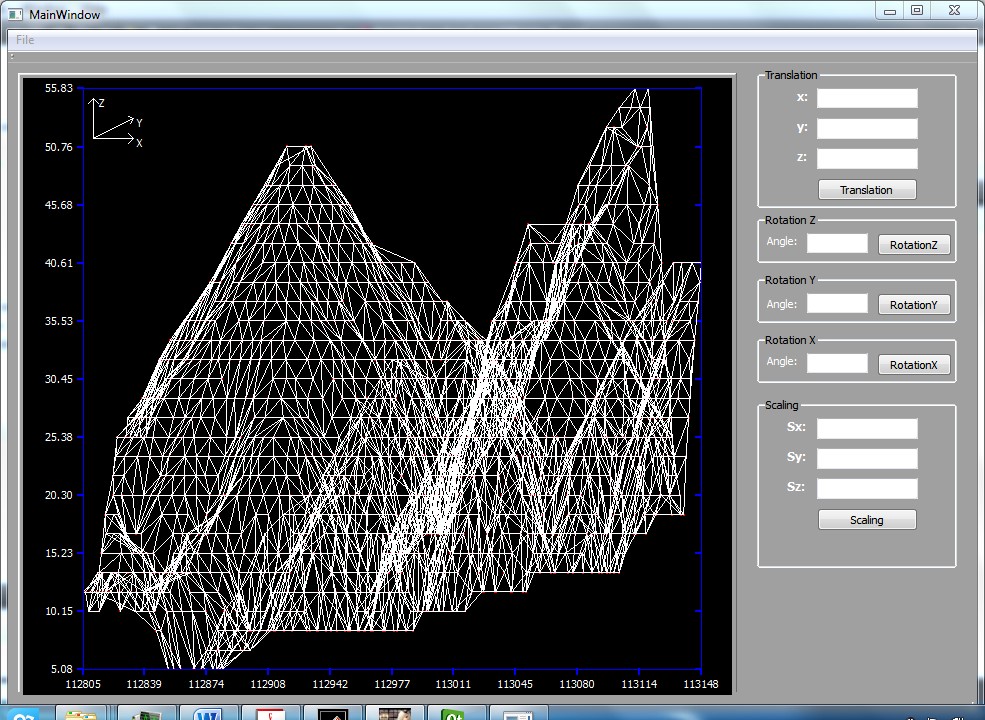 MainWindow
File
55.83
50.76
45.68
40.61
35.53
30.45
25.38
20.30
15.23
10.15
5.08
Z
Y
X
112805 112839 112874 112908 112942 112977 113011 113045 113080 113114 113148
Translation
x:
y:
z:
Translation
Rotation Z
Angle: RotationZ
Rotation Y
Angle: RotationY
Rotation X
Angle: RotationX
Scaling
Sx:
Sy:
Sz:
Scaling
W
Qt